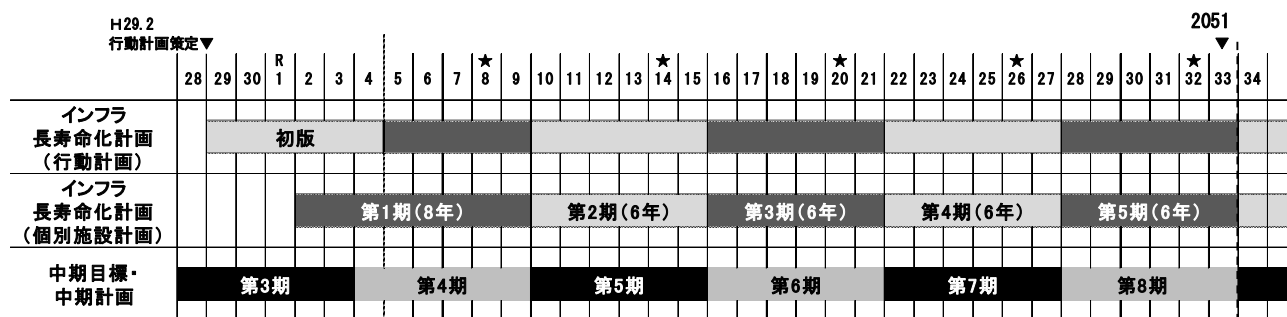 H29.2
行動計画策定▼
2051
▼
R
★ ★ ★ ★ ★
28 29 30 1 2 3 4 5 6 7 8 9 10 11 12 13 14 15 16 17 18 19 20 21 22 23 24 25 26 27 28 29 30 31 32 33 34
インフラ
長寿命化計画
(行動計画)
初版
インフラ
長寿命化計画
(個別施設計画)
第1期(8年) 第2期(6年) 第3期(6年) 第4期(6年) 第5期(6年)
中期目標・
中期計画
第3期 第4期 第5期 第6期 第7期 第8期